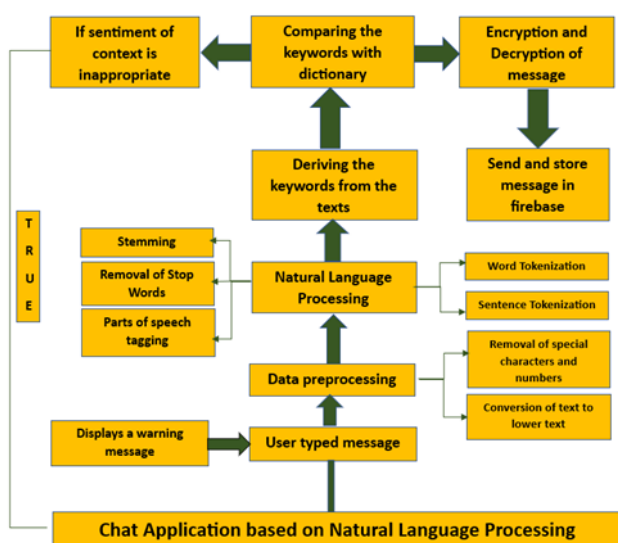 If sentiment of
context is
inappropriate
Comparing the
keywords with
dictionary
Encryption and
Decryption of
message
Deriving the
keywords from the
texts
Send and store
message in
firebase
T
R
U
E
Stemming
Removal of Stop
Words
Parts of speech
tagging
Natural Language
Processing
Word Tokenization
Sentence Tokenization
Data preprocessing
Removal of special
characters and
numbers
Conversion of text to
lower text
Displays a warning
message
User typed message
Chat Application based on Natural Language Processing